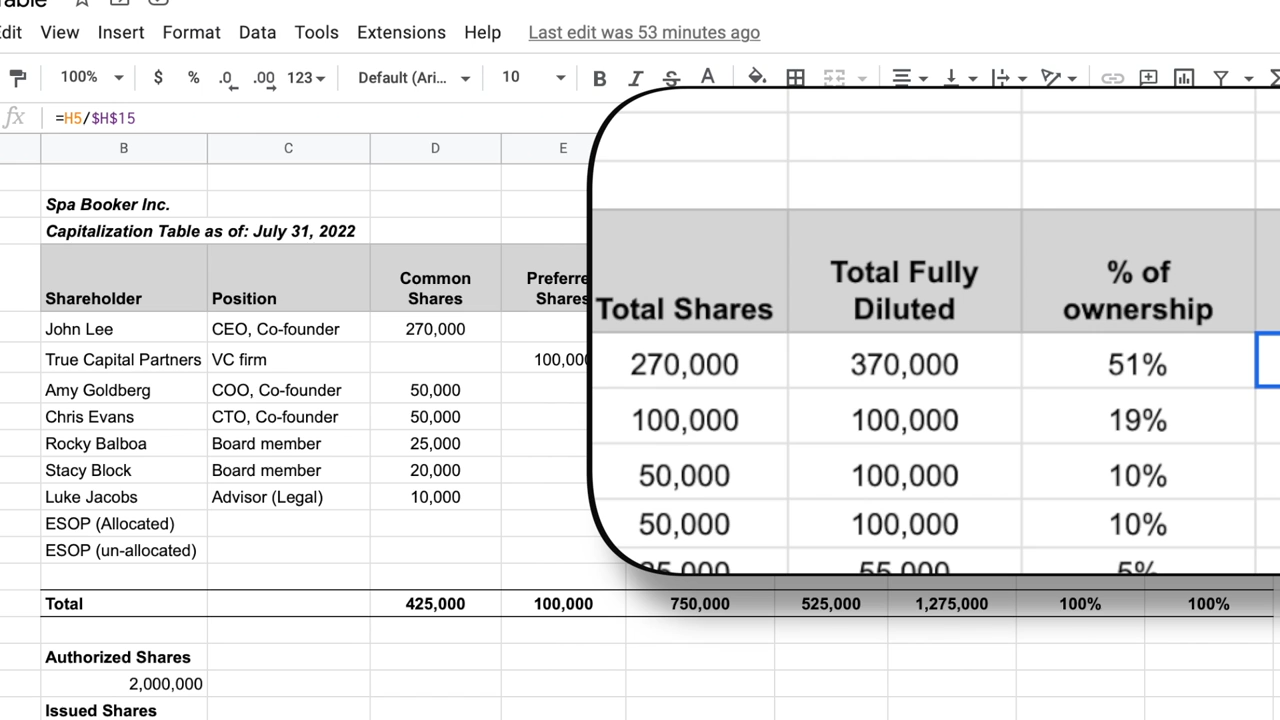 Edit View Insert Format Data Tools Extensions Help Last edit was 53 minutes ago
100% $ % .0 .00 123 Default (Ari... 10 B I S A
fx =H5/$H$15
B C D E
Spa Booker Inc.
Capitalization Table as of: July 31, 2022
Shareholder Position Common Shares
John Lee CEO, Co-founder 270,000
True Capital Partners VC firm
Amy Goldberg COO, Co-founder 50,000
Chris Evans CTO, Co-founder 50,000
Rocky Balboa Board member 25,000
Stacy Block Board member 20,000
Luke Jacobs Advisor (Legal) 10,000
ESOP (Allocated)
ESOP (un-allocated)
Total 425,000 100,000 750,000 525,000 1,275,000 100% 100%
Authorized Shares
2,000,000
Issued Shares
Total Shares Total Fully Diluted % of ownership
270,000 370,000 51%
100,000 100,000 19%
50,000 100,000 10%
50,000 100,000 10%
55,000 5%